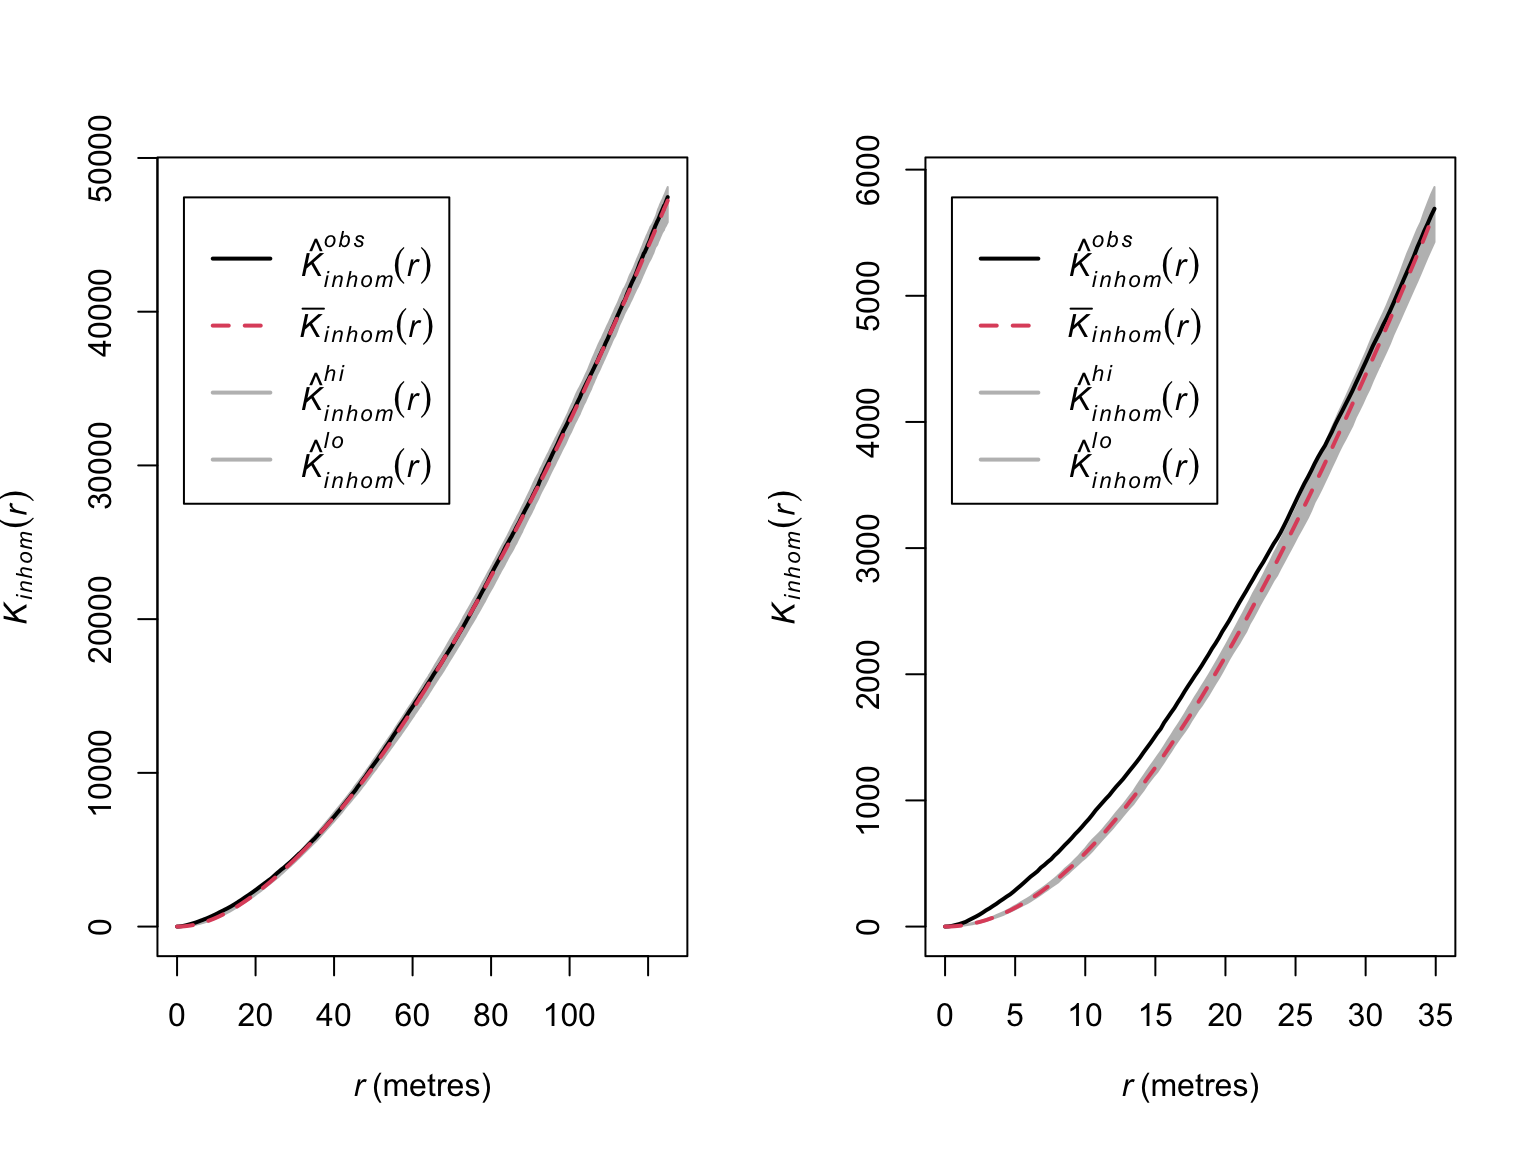 K_inhom(r)
50000
40000
30000
20000
10000
0
K̂^obs_inhom(r)
K̅_inhom(r)
K̂^hi_inhom(r)
K̂^lo_inhom(r)
0 20 40 60 80 100
r (metres)
K_inhom(r)
6000
5000
4000
3000
2000
1000
0
K̂^obs_inhom(r)
K̅_inhom(r)
K̂^hi_inhom(r)
K̂^lo_inhom(r)
0 5 10 15 20 25 30 35
r (metres)